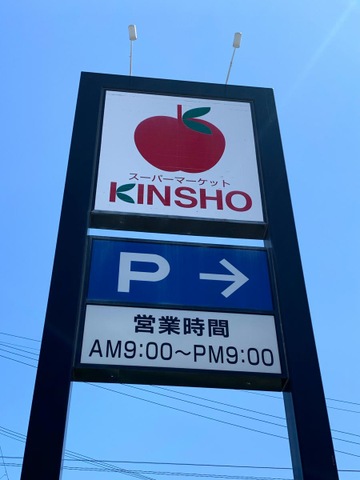 スーパーマーケット
KINSHO
P →
営業時間
AM9:00～PM9:00